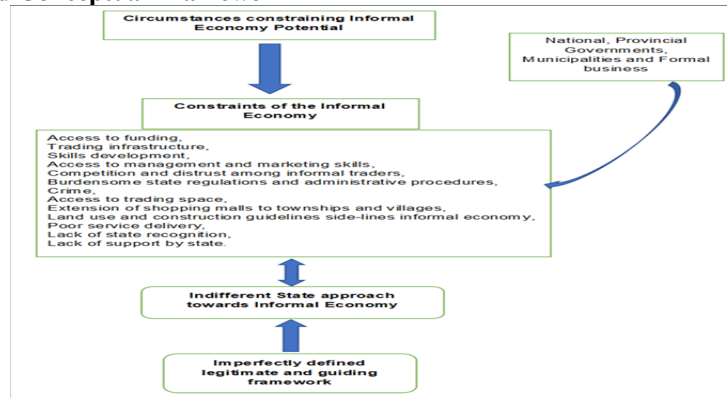 Circumstances constraining Informal
Economy Potential
National, Provincial
Governments,
Municipalities and Formal
business
Constraints of the Informal
Economy
Access to funding,
Trading infrastructure,
Skills development,
Access to management and marketing skills,
Competition and distrust among informal traders,
Burdensome state regulations and administrative procedures,
Crime,
Access to trading space,
Extension of shopping malls to townships and villages,
Land use and construction guidelines side-lines informal economy,
Poor service delivery,
Lack of state recognition,
Lack of support by state.
Indifferent State approach
towards Informal Economy
Imperfectly defined
legitimate and guiding
framework